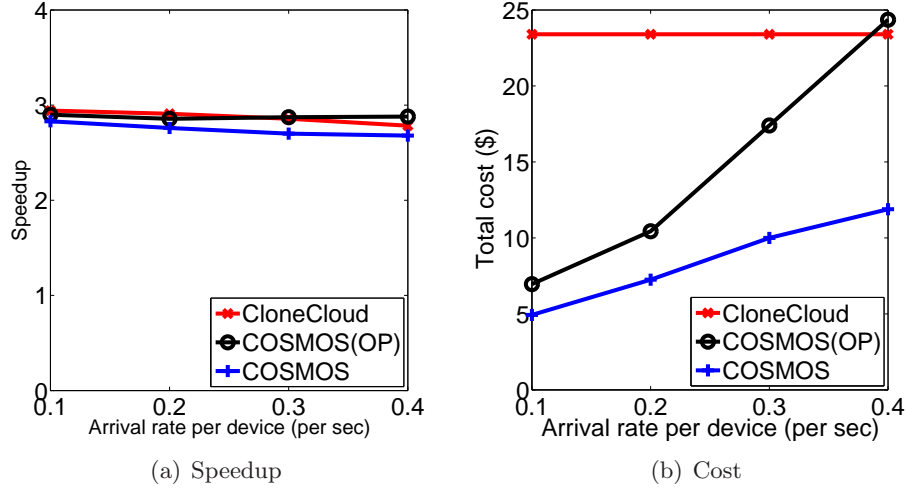 4
3
2
1
0
0.1
0.2
0.3
0.4
Speedup
Arrival rate per device (per sec)
CloneCloud
COSMOS(OP)
COSMOS
(a) Speedup
25
20
15
10
5
0
0.1
0.2
0.3
0.4
Total cost ($)
Arrival rate per device (per sec)
CloneCloud
COSMOS(OP)
COSMOS
(b) Cost